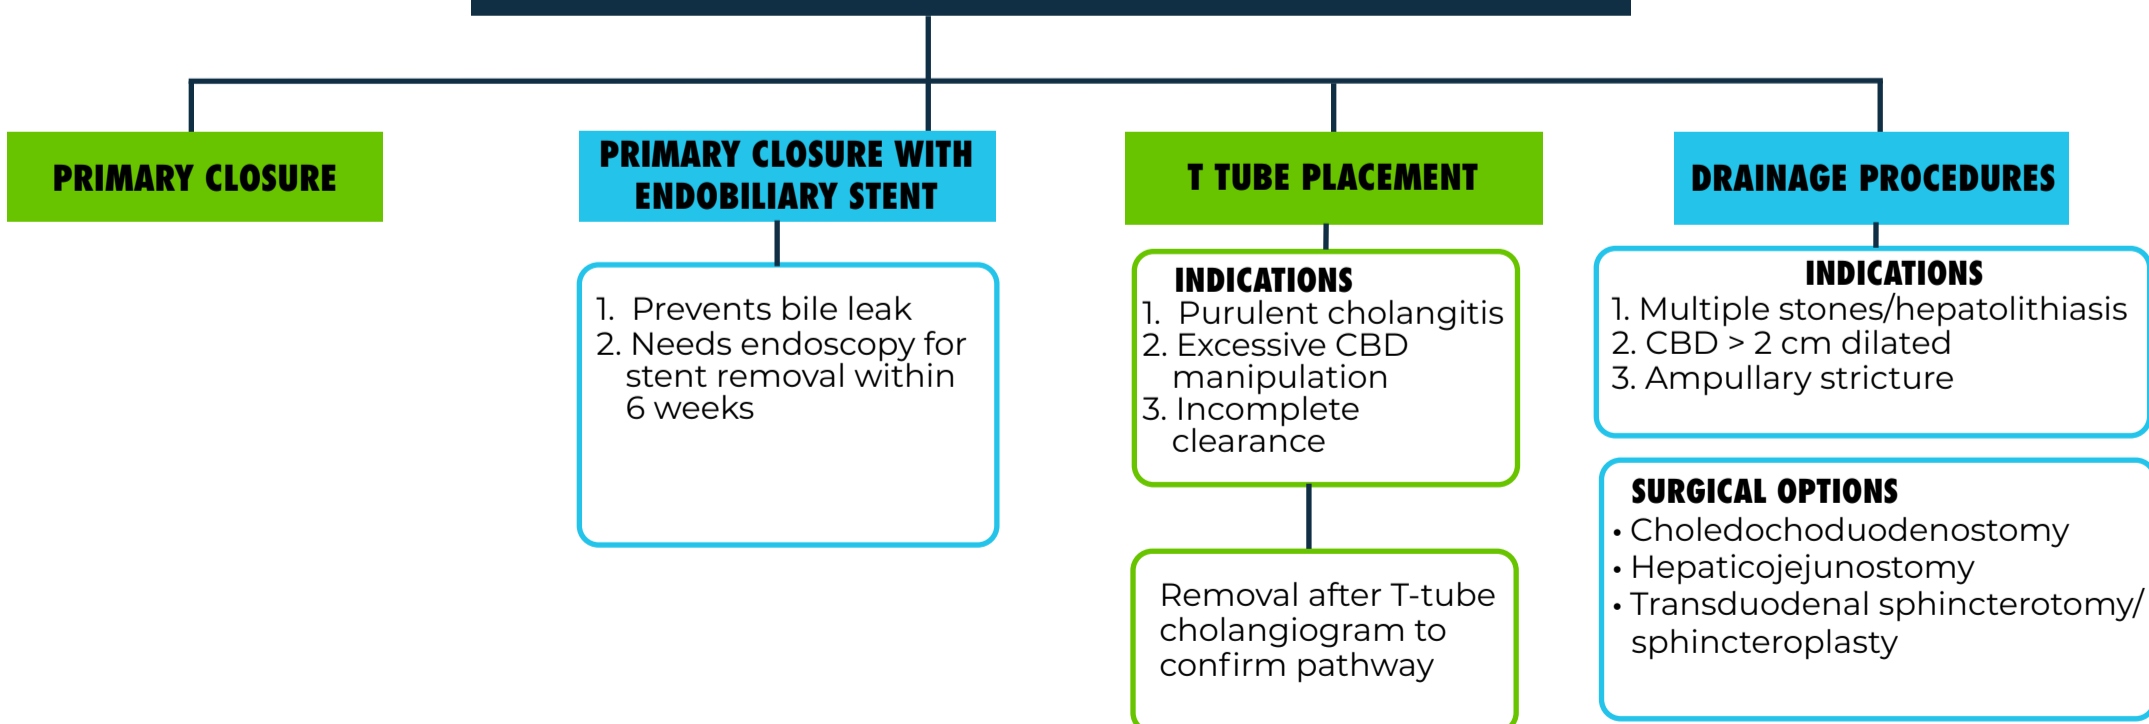 PRIMARY CLOSURE
PRIMARY CLOSURE WITH
ENDOBILIARY STENT
1. Prevents bile leak
2. Needs endoscopy for
stent removal within
6 weeks
T TUBE PLACEMENT
INDICATIONS
1. Purulent cholangitis
2. Excessive CBD
manipulation
3. Incomplete
clearance
Removal after T-tube
cholangiogram to
confirm pathway
DRAINAGE PROCEDURES
INDICATIONS
1. Multiple stones/hepatolithiasis
2. CBD > 2 cm dilated
3. Ampullary stricture
SURGICAL OPTIONS
• Choledochoduodenostomy
• Hepaticojejunostomy
• Transduodenal sphincterotomy/
sphincteroplasty